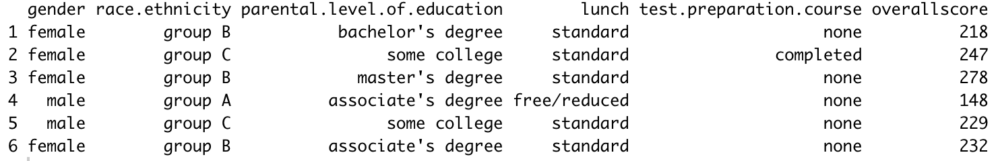 gender race.ethnicity parental.level.of.education lunch test.preparation.course overallscore
1 female group B bachelor's degree standard none 218
2 female group C some college standard completed 247
3 female group B master's degree standard none 278
4 male group A associate's degree free/reduced none 148
5 male group C some college standard none 229
6 female group B associate's degree standard none 232